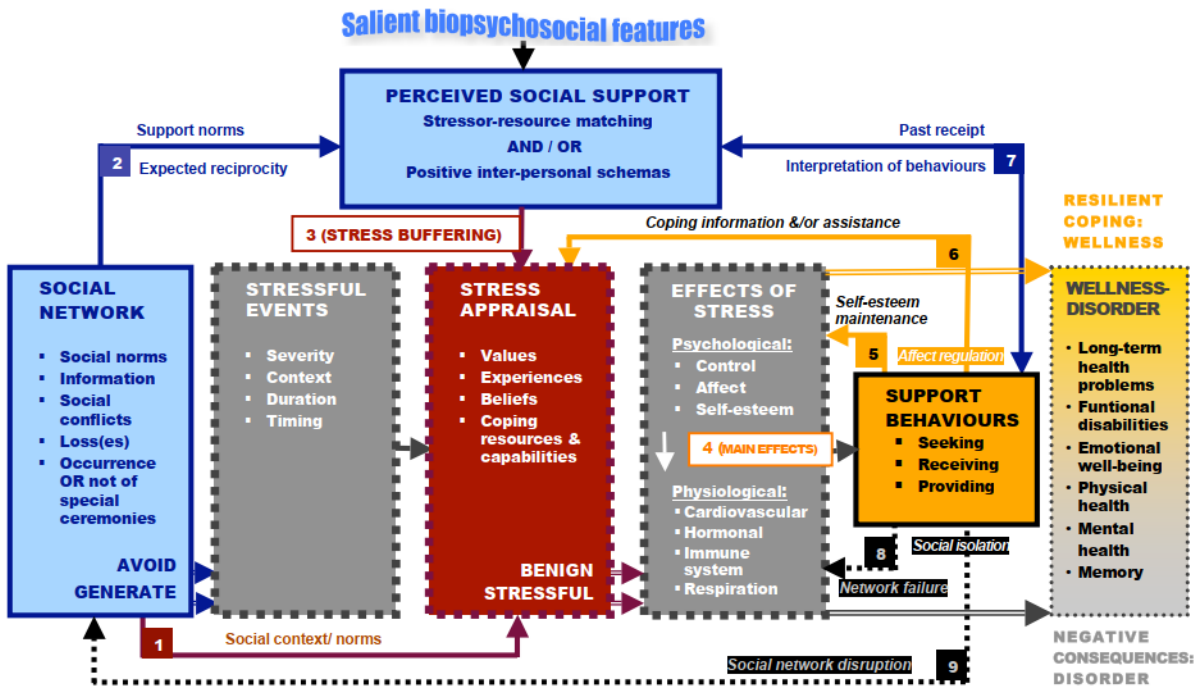 Salient biopsychosocial features
PERCEIVED SOCIAL SUPPORT
Stressor-resource matching
AND / OR
Positive inter-personal schemas
Support norms
2
Expected reciprocity
Past receipt
7
Interpretation of behaviours
3 (STRESS BUFFERING)
Coping information &/or assistance
6
RESILIENT
COPING:
WELLNESS
SOCIAL
NETWORK
▪ Social norms
▪ Information
▪ Social
conflicts
▪ Loss(es)
▪ Occurrence
OR not of
special
ceremonies
AVOID
GENERATE
STRESSFUL
EVENTS
▪ Severity
▪ Context
▪ Duration
▪ Timing
STRESS
APPRAISAL
▪ Values
▪ Experiences
▪ Beliefs
▪ Coping
resources &
capabilities
BENIGN
STRESSFUL
EFFECTS OF
STRESS
Psychological:
▪ Control
▪ Affect
▪ Self-esteem
4 (MAIN EFFECTS)
Physiological:
▪ Cardiovascular
▪ Hormonal
▪ Immune
system
▪ Respiration
Self-esteem
maintenance
5
Affect regulation
SUPPORT
BEHAVIOURS
▪ Seeking
▪ Receiving
▪ Providing
8
Social isolation
Network failure
WELLNESS-
DISORDER
• Long-term
health
problems
• Funtional
disabilities
• Emotional
well-being
• Physical
health
• Mental
health
• Memory
1
Social context/ norms
Social network disruption
9
NEGATIVE
CONSEQUENCES:
DISORDER